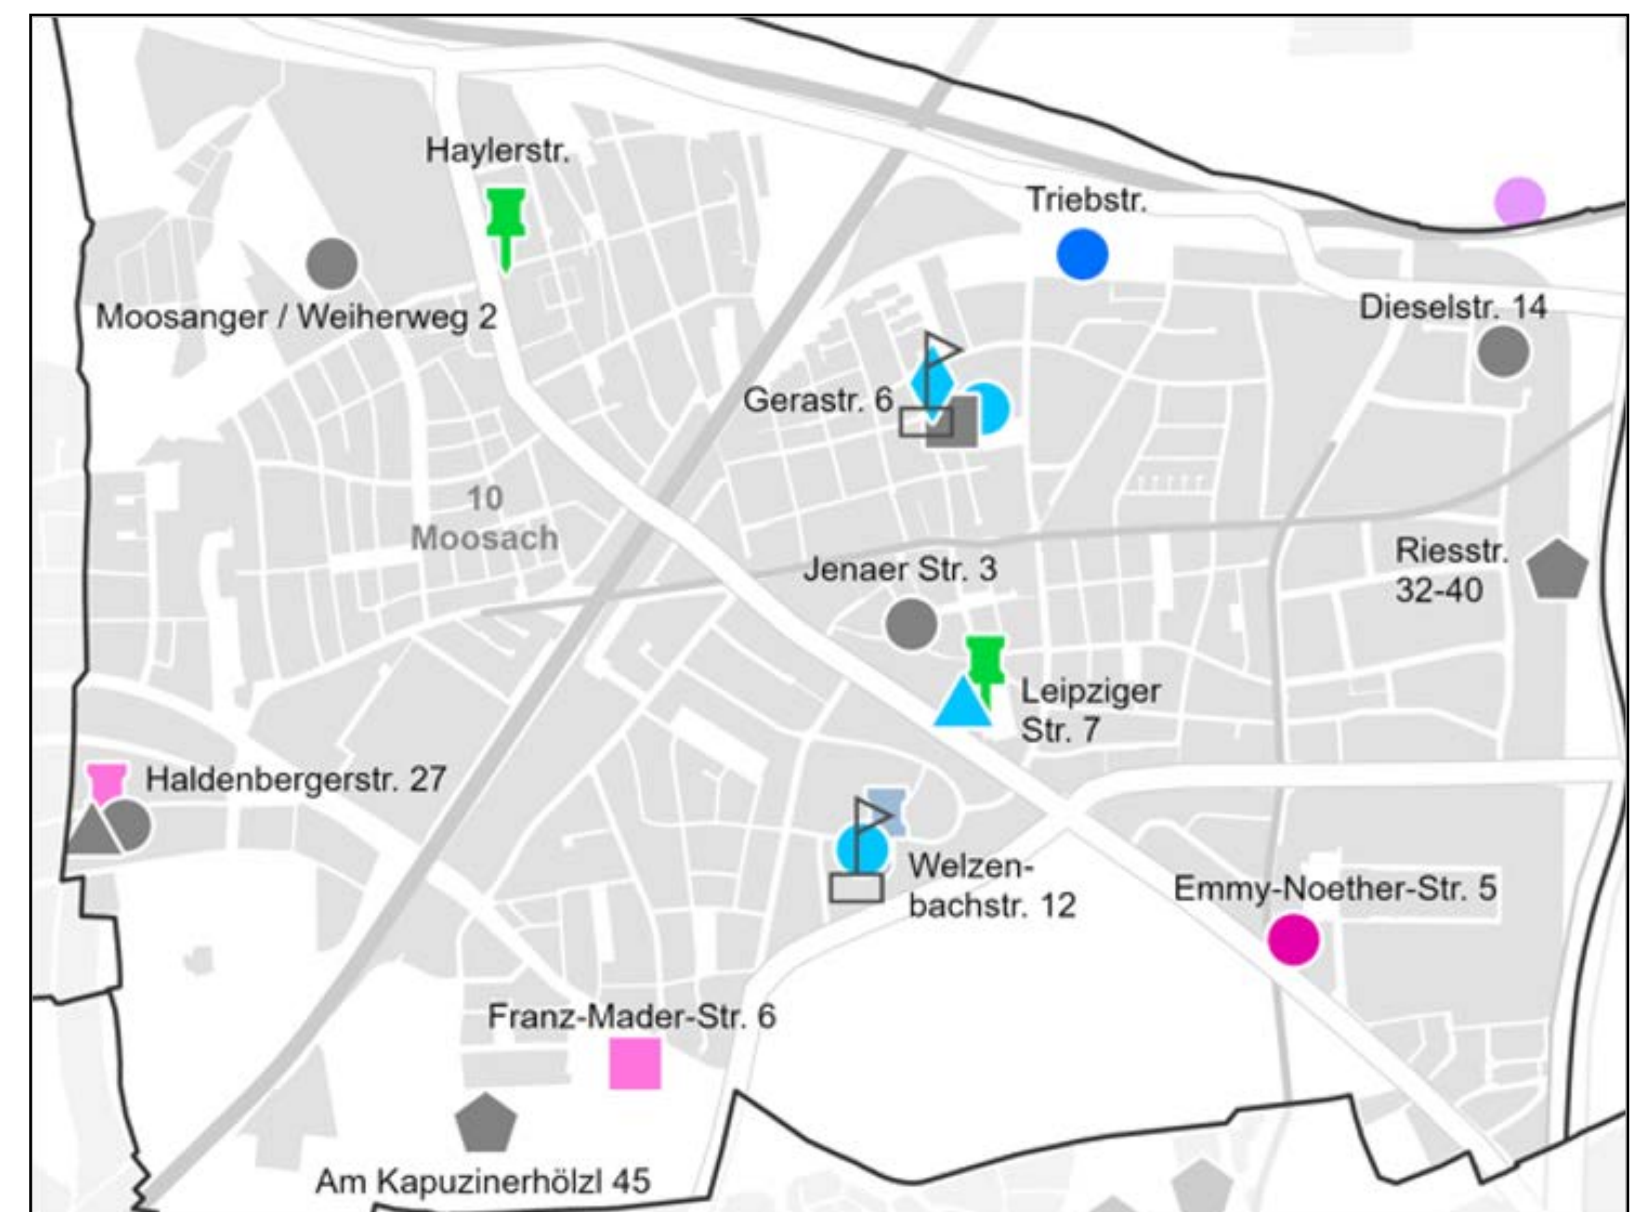 Haylerstr.
Triebstr.
Moosanger / Weiherweg 2
Dieselstr. 14
Gerastr. 6
10
Moosach
Jenaer Str. 3
Riesstr.
32-40
Leipziger
Str. 7
Haldenbergerstr. 27
Welzen-
bachstr. 12
Emmy-Noether-Str. 5
Franz-Mader-Str. 6
Am Kapuzinerhölzl 45